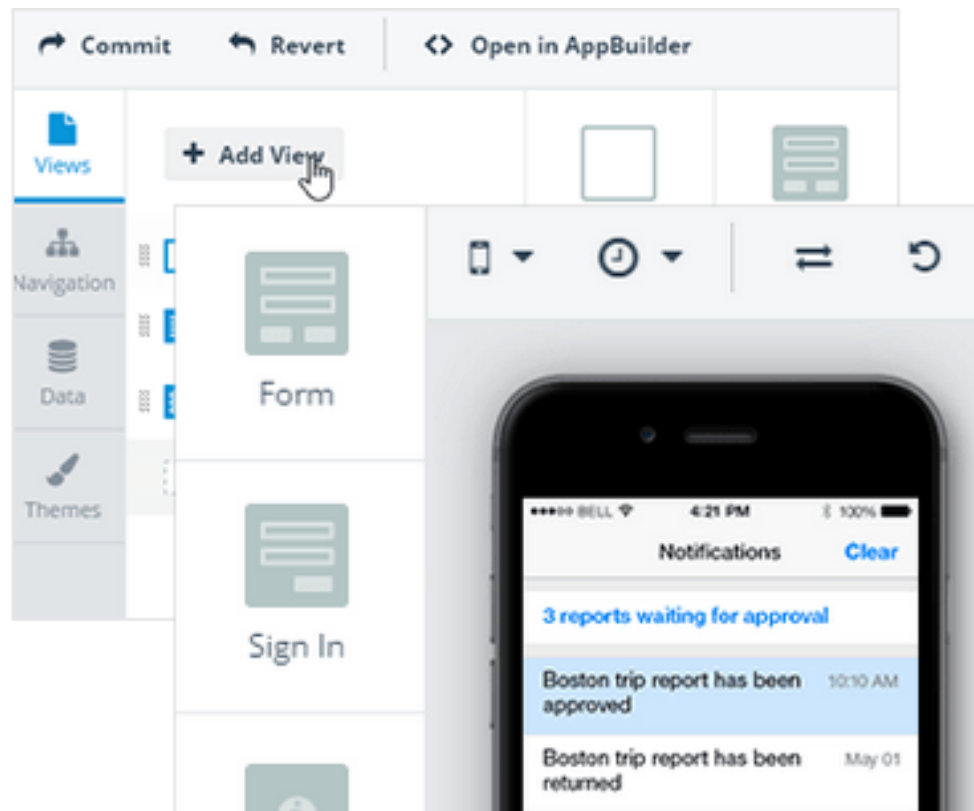 Commit Revert Open in AppBuilder
Views
Add View
Navigation
Data
Themes
Form
Sign In
BELL 4:21 PM 100%
Notifications Clear
3 reports waiting for approval
Boston trip report has been 10:10 AM
approved
Boston trip report has been May 01
returned